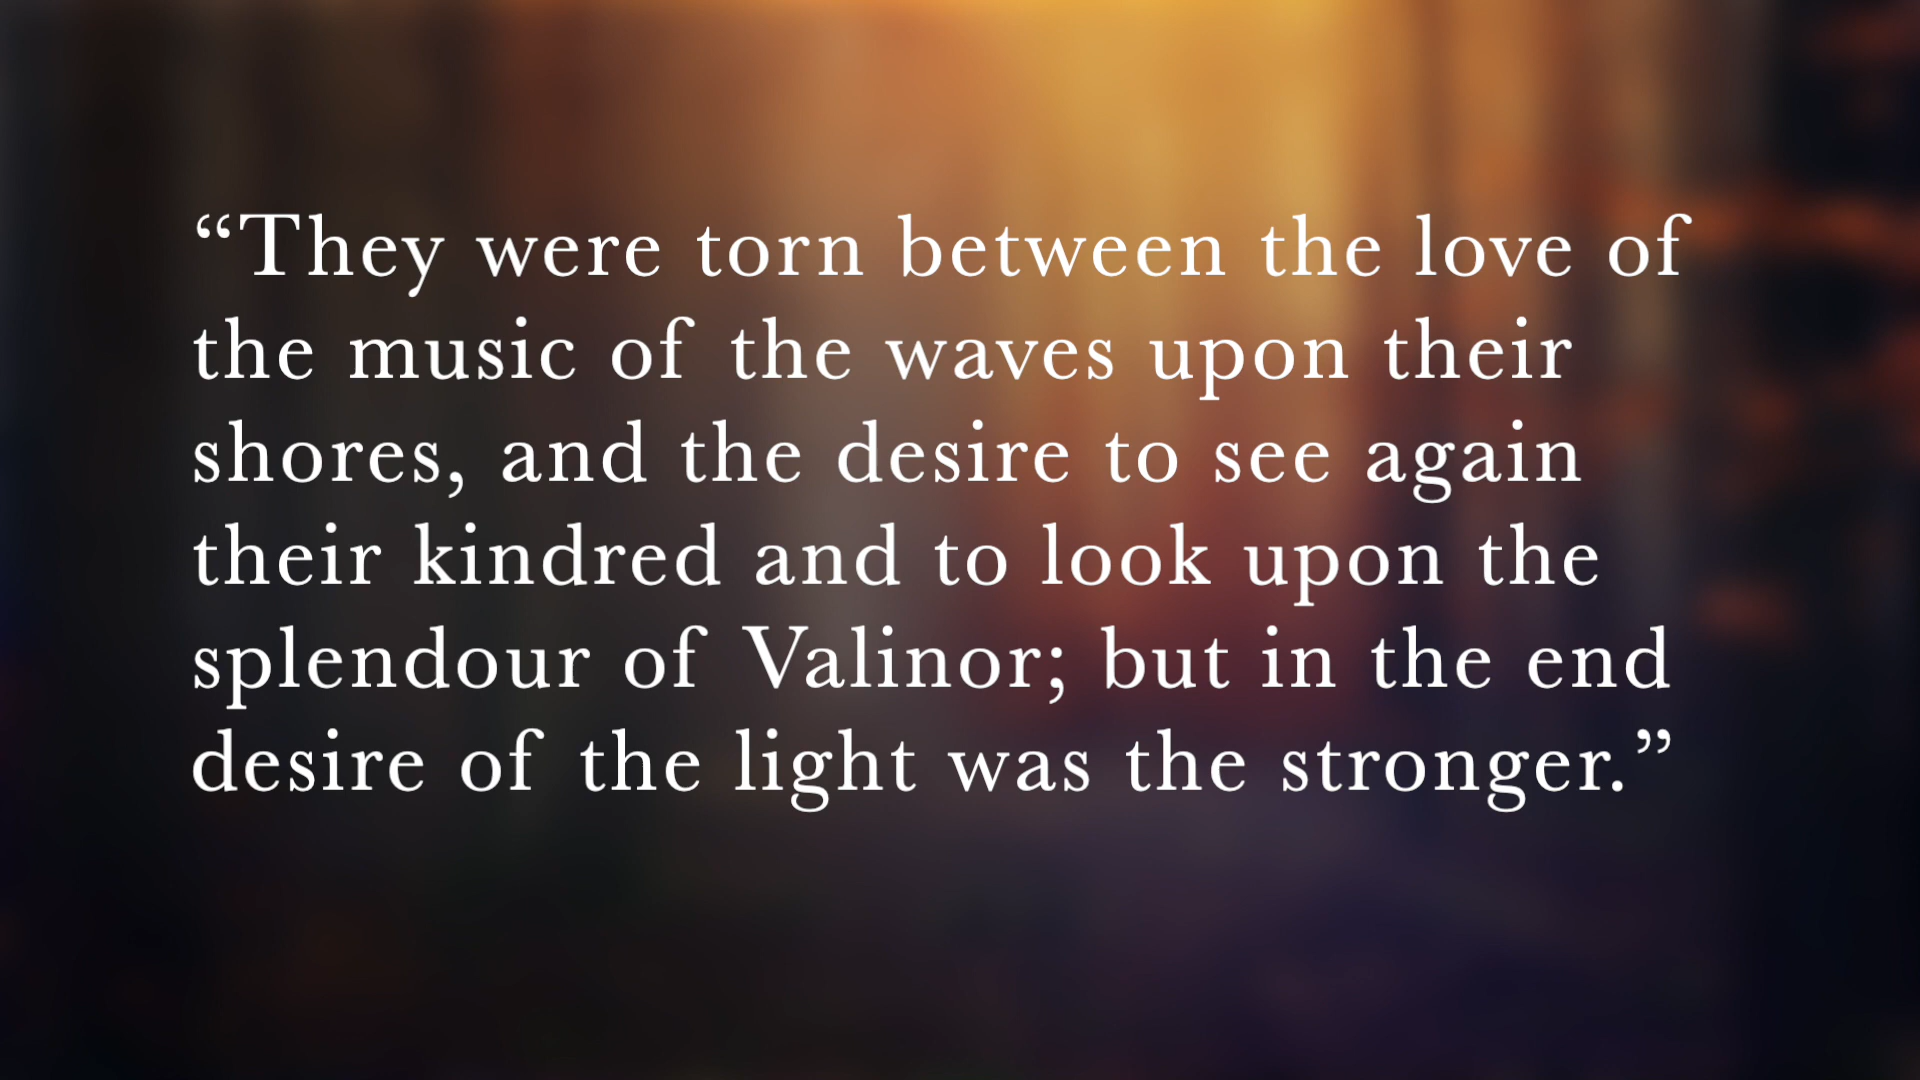 “They were torn between the love of
the music of the waves upon their
shores, and the desire to see again
their kindred and to look upon the
splendour of Valinor; but in the end
desire of the light was the stronger.”